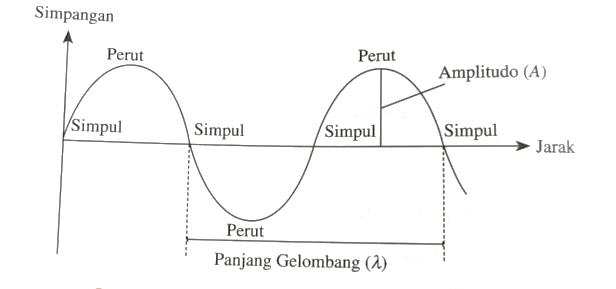 Simpangan
Perut
Perut
Amplitudo (A)
Simpul
Simpul
Simpul
Simpul
Jarak
Perut
Panjang Gelombang (λ)